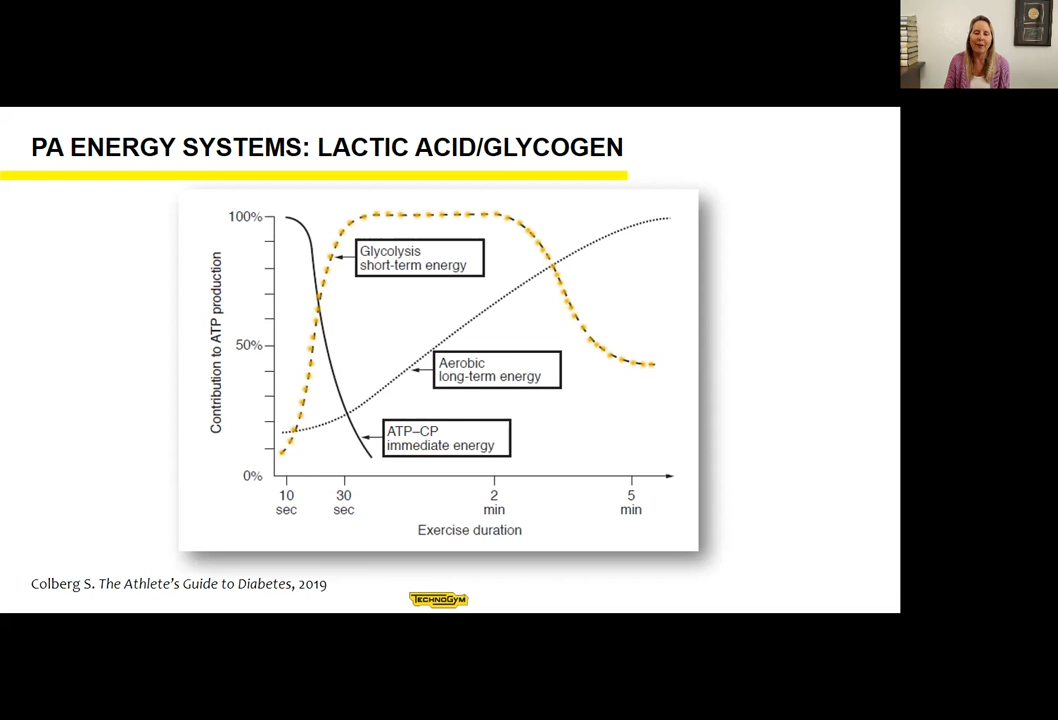 PA ENERGY SYSTEMS: LACTIC ACID/GLYCOGEN
100%
Glycolysis
short-term energy
Contribution to ATP production
50%
Aerobic
long-term energy
ATP–CP
immediate energy
0%
10
sec
30
sec
2
min
5
min
Exercise duration
Colberg S. The Athlete's Guide to Diabetes, 2019
TECHNOGYM